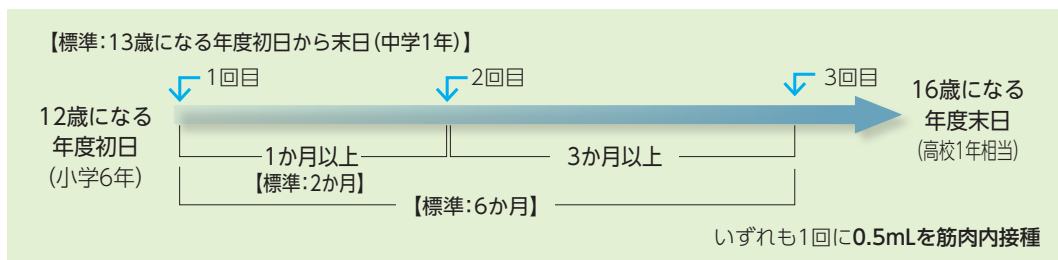 【標準:13歳になる年度初日から末日(中学1年)】
1回目
2回目
3回目
12歳になる
年度初日
(小学6年)
16歳になる
年度末日
(高校1年相当)
1か月以上
【標準:2か月】
3か月以上
【標準:6か月】
いずれも1回に0.5mLを筋肉内接種